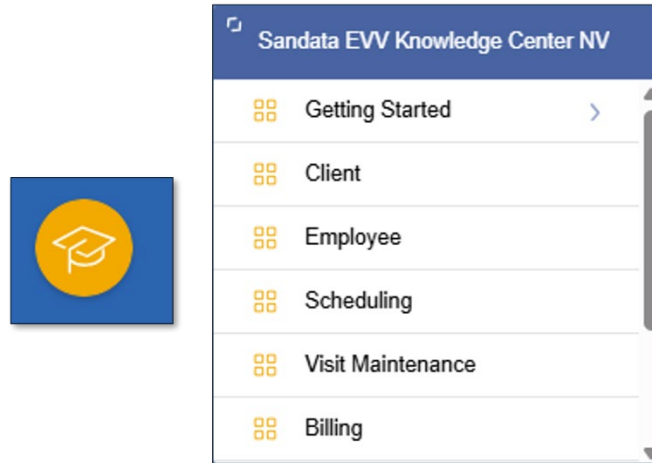 Sandata EVV Knowledge Center NV
Getting Started
Client
Employee
Scheduling
Visit Maintenance
Billing